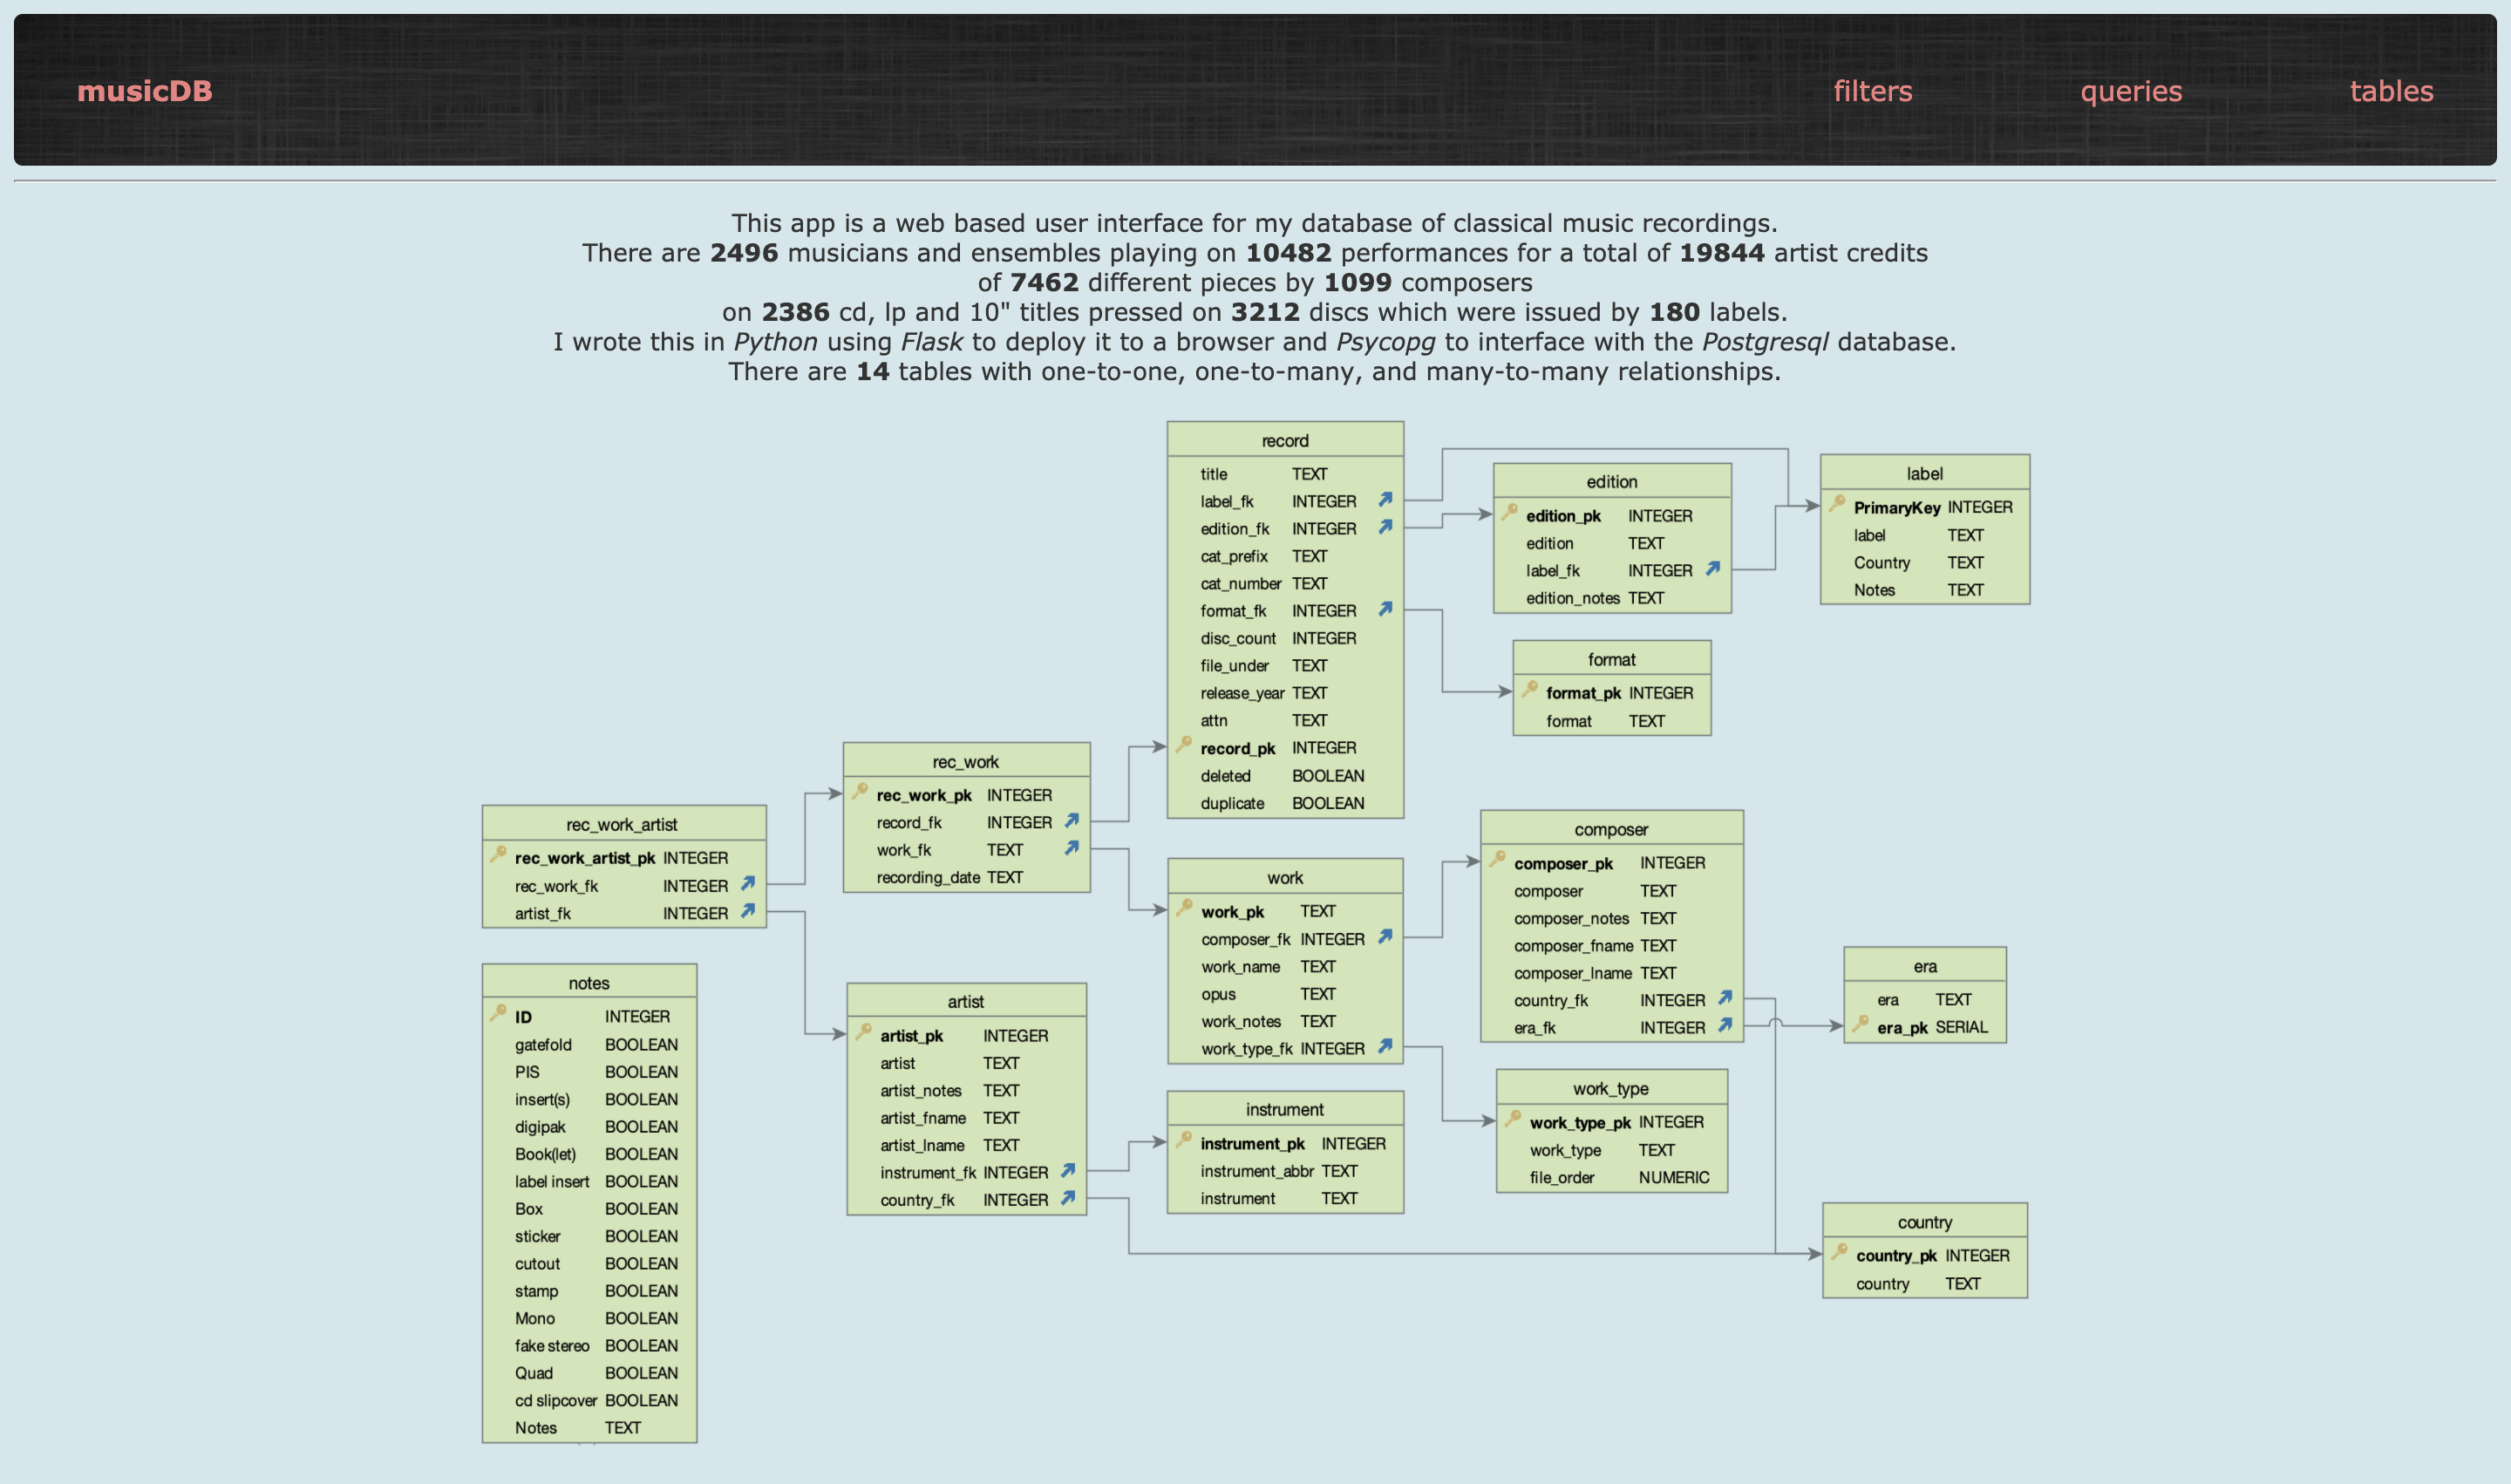 musicDB
filters
queries
tables
This app is a web based user interface for my database of classical music recordings.
There are 2496 musicians and ensembles playing on 10482 performances for a total of 19844 artist credits
of 7462 different pieces by 1099 composers
on 2386 cd, lp and 10" titles pressed on 3212 discs which were issued by 180 labels.
I wrote this in Python using Flask to deploy it to a browser and Psycopg to interface with the Postgresql database.
There are 14 tables with one-to-one, one-to-many, and many-to-many relationships.
record
title TEXT
label_fk INTEGER
edition_fk INTEGER
cat_prefix TEXT
cat_number TEXT
format_fk INTEGER
disc_count INTEGER
file_under TEXT
release_year TEXT
attn TEXT
record_pk INTEGER
deleted BOOLEAN
duplicate BOOLEAN
edition
edition_pk INTEGER
edition TEXT
label_fk INTEGER
edition_notes TEXT
label
PrimaryKey INTEGER
label TEXT
Country TEXT
Notes TEXT
format
format_pk INTEGER
format TEXT
rec_work
rec_work_pk INTEGER
record_fk INTEGER
work_fk TEXT
recording_date TEXT
rec_work_artist
rec_work_artist_pk INTEGER
rec_work_fk INTEGER
artist_fk INTEGER
work
work_pk TEXT
composer_fk INTEGER
work_name TEXT
opus TEXT
work_notes TEXT
work_type_fk INTEGER
composer
composer_pk INTEGER
composer TEXT
composer_notes TEXT
composer_fname TEXT
composer_lname TEXT
country_fk INTEGER
era_fk INTEGER
era
era TEXT
era_pk SERIAL
notes
ID INTEGER
gatefold BOOLEAN
PIS BOOLEAN
insert(s) BOOLEAN
digipak BOOLEAN
Book(let) BOOLEAN
label insert BOOLEAN
Box BOOLEAN
sticker BOOLEAN
cutout BOOLEAN
stamp BOOLEAN
Mono BOOLEAN
fake stereo BOOLEAN
Quad BOOLEAN
cd slipcover BOOLEAN
Notes TEXT
artist
artist_pk INTEGER
artist TEXT
artist_notes TEXT
artist_fname TEXT
artist_lname TEXT
instrument_fk INTEGER
country_fk INTEGER
instrument
instrument_pk INTEGER
instrument_abbr TEXT
instrument TEXT
work_type
work_type_pk INTEGER
work_type TEXT
file_order NUMERIC
country
country_pk INTEGER
country TEXT